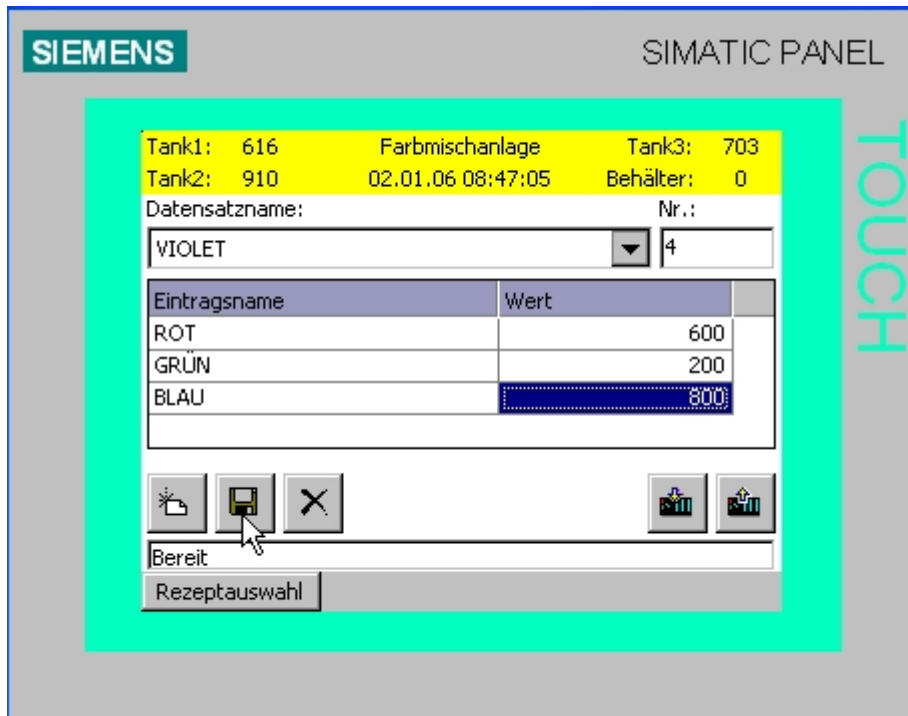 SIEMENS
SIMATIC PANEL
TOUCH
Tank1: 616 Farbmischanlage Tank3: 703
Tank2: 910 02.01.06 08:47:05 Behälter: 0
Datensatzname: Nr.:
VIOLET 4
Eintragsname Wert
ROT 600
GRÜN 200
BLAU 800
Bereit
Rezeptauswahl